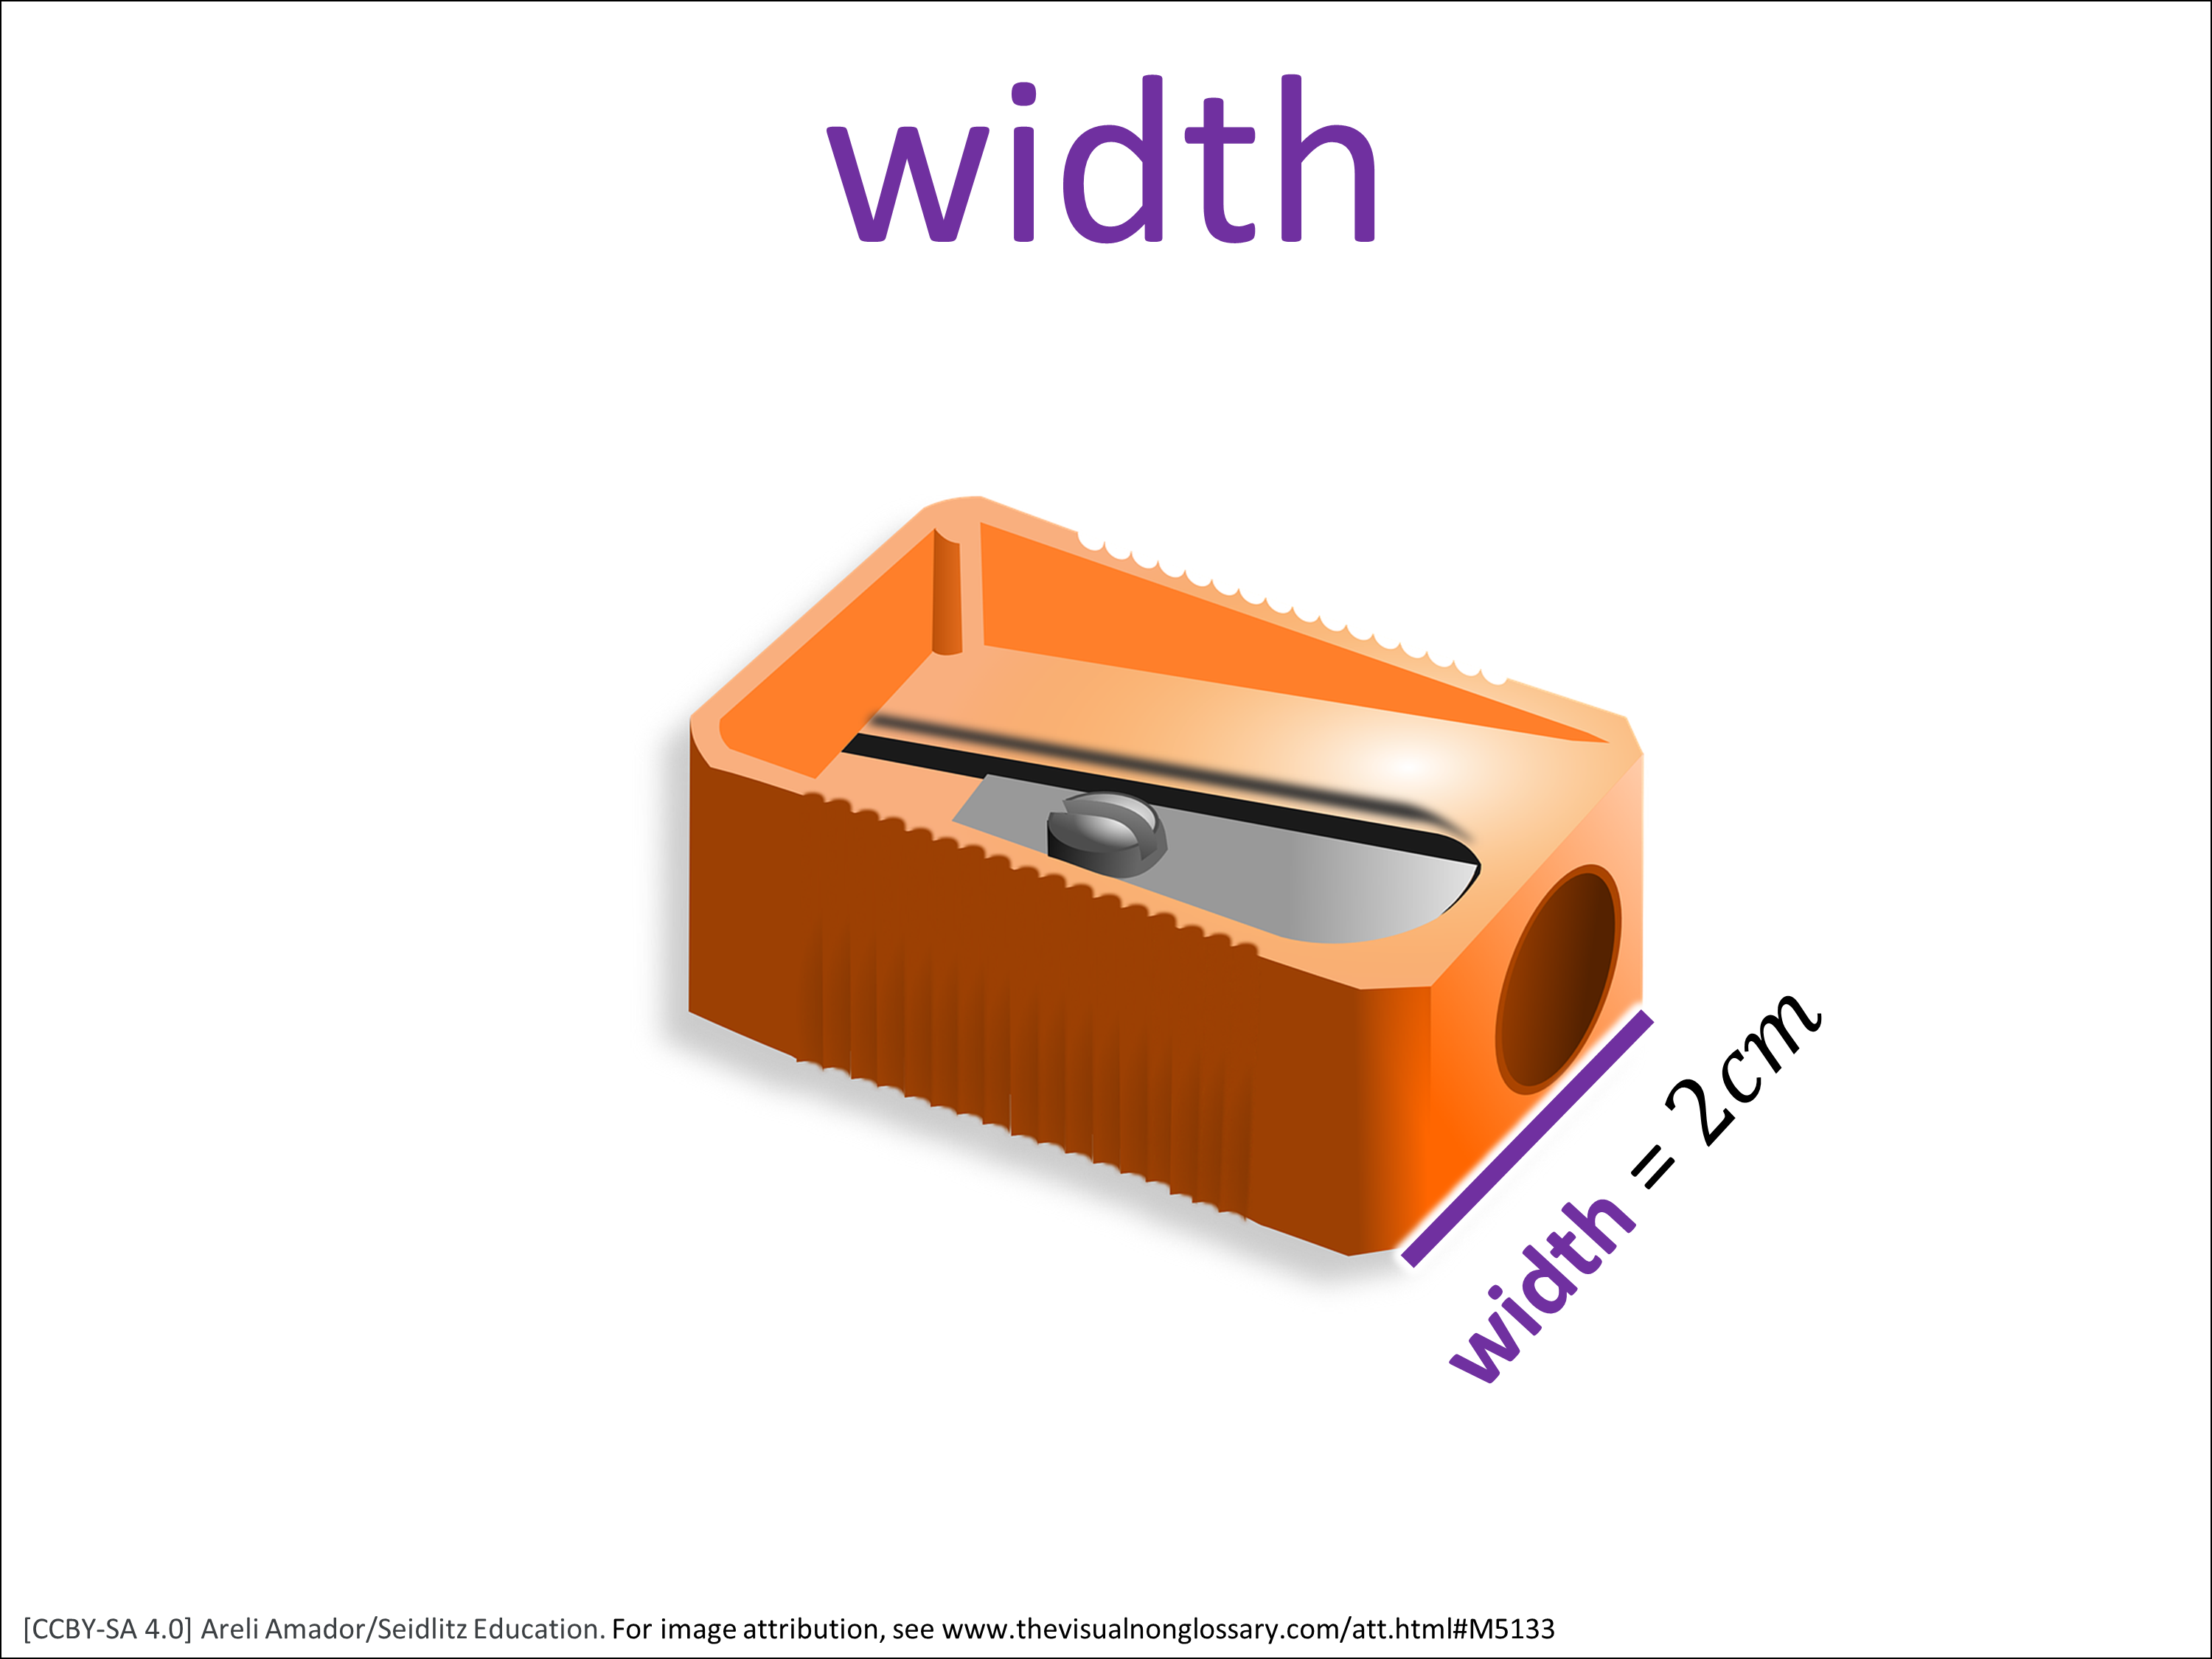 width
width = 2cm
[CCBY-SA 4.0] Areli Amador/Seidlitz Education. For image attribution, see www.thevisualnonglossary.com/att.html#M5133